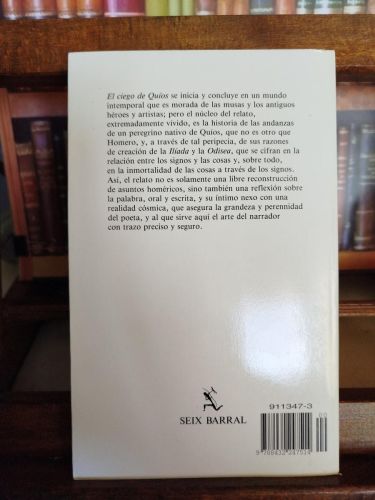 El ciego de Quíos se inicia y concluye en un mundo
intemporal que es morada de las musas y los antiguos
héroes y artistas; pero el núcleo del relato,
extremadamente vívido, es la historia de las andanzas
de un peregrino nativo de Quíos, que no es otro que
Homero, y, a través de tal peripecia, de sus razones
de creación de la Ilíada y la Odisea, que se cifran en la
relación entre los signos y las cosas y, sobre todo,
en la inmortalidad de las cosas a través de los signos.
Así, el relato no es solamente una libre reconstrucción
de asuntos homéricos, sino también una reflexión sobre
la palabra, oral y escrita, y su íntimo nexo con una
realidad cósmica, que asegura la grandeza y perennidad
del poeta, y al que sirve aquí el arte del narrador
con trazo preciso y seguro.
SEIX BARRAL
911347-3
00
9 788432 247514